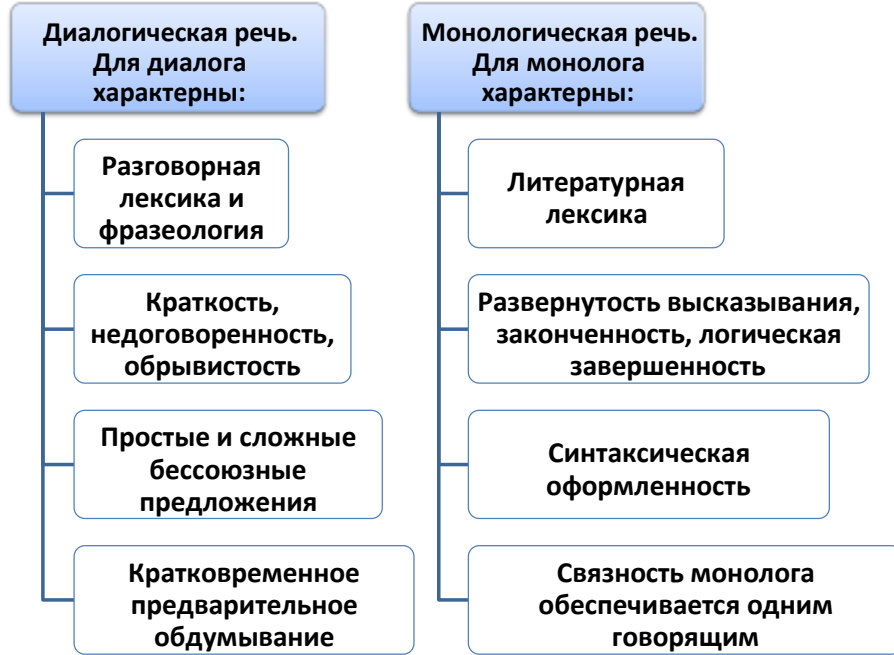 Диалогическая речь.
Для диалога
характерны:
Разговорная
лексика и
фразеология
Краткость,
недоговоренность,
обрывистость
Простые и сложные
бессоюзные
предложения
Кратковременное
предварительное
обдумывание
Монологическая речь.
Для монолога
характерны:
Литературная
лексика
Развернутость высказывания,
законченность, логическая
завершенность
Синтаксическая
оформленность
Связность монолога
обеспечивается одним
говорящим